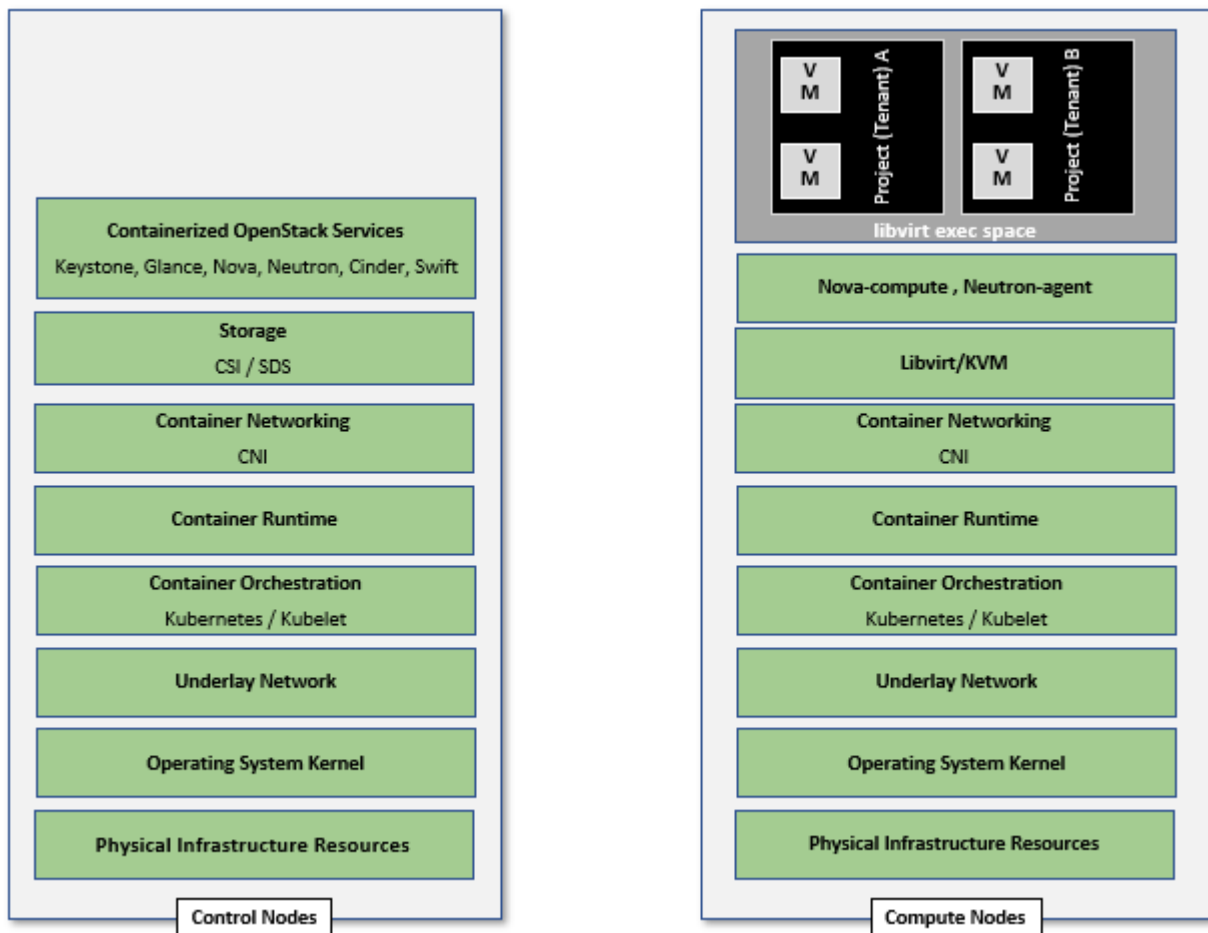 Containerized OpenStack Services
Keystone, Glance, Nova, Neutron, Cinder, Swift
Storage
CSI / SDS
Container Networking
CNI
Container Runtime
Container Orchestration
Kubernetes / Kubelet
Underlay Network
Operating System Kernel
Physical Infrastructure Resources
Control Nodes
V
M
V
M
Project (Tenant) A
V
M
V
M
Project (Tenant) B
libvirt exec space
Nova-compute , Neutron-agent
Libvirt/KVM
Container Networking
CNI
Container Runtime
Container Orchestration
Kubernetes / Kubelet
Underlay Network
Operating System Kernel
Physical Infrastructure Resources
Compute Nodes